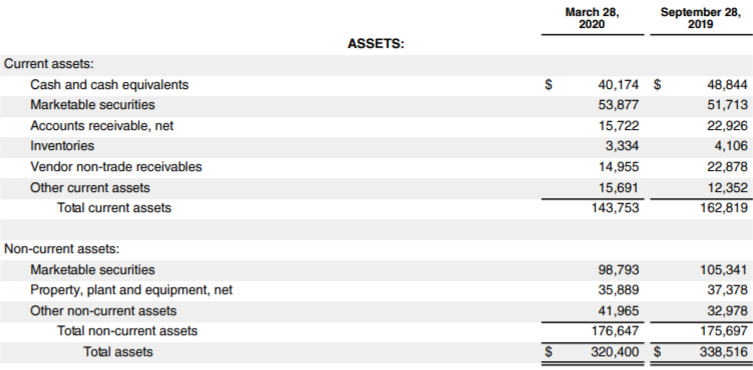 March 28, 2020 September 28, 2019
ASSETS:
Current assets:
Cash and cash equivalents $ 40,174 $ 48,844
Marketable securities 53,877 51,713
Accounts receivable, net 15,722 22,926
Inventories 3,334 4,106
Vendor non-trade receivables 14,955 22,878
Other current assets 15,691 12,352
Total current assets 143,753 162,819
Non-current assets:
Marketable securities 98,793 105,341
Property, plant and equipment, net 35,889 37,378
Other non-current assets 41,965 32,978
Total non-current assets 176,647 175,697
Total assets $ 320,400 $ 338,516